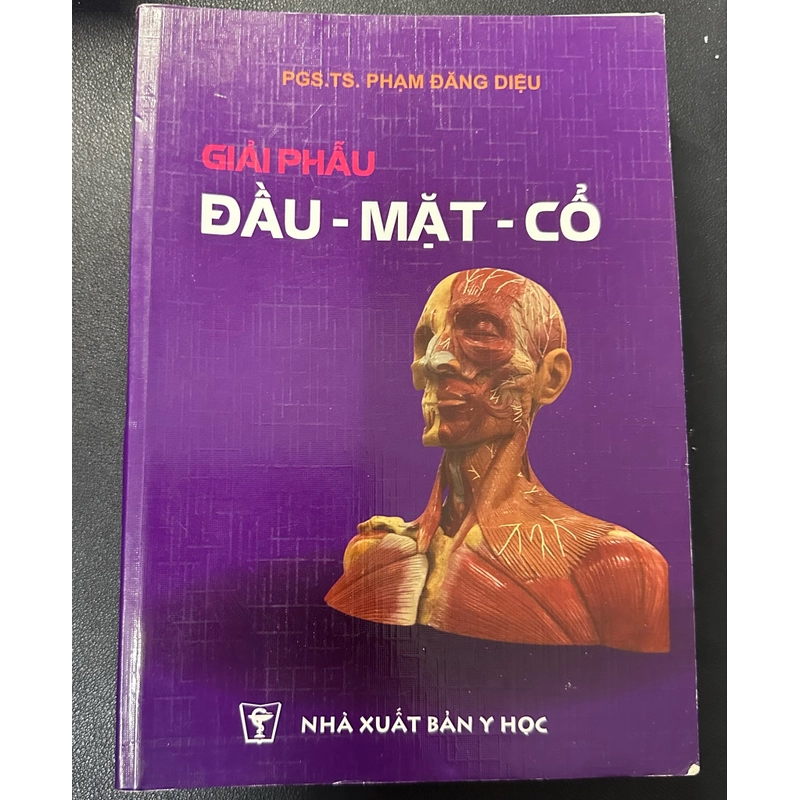 PGS.TS. PHẠM ĐĂNG DIỆU
GIẢI PHẪU
ĐẦU - MẶT - CỔ
NHÀ XUẤT BẢN Y HỌC